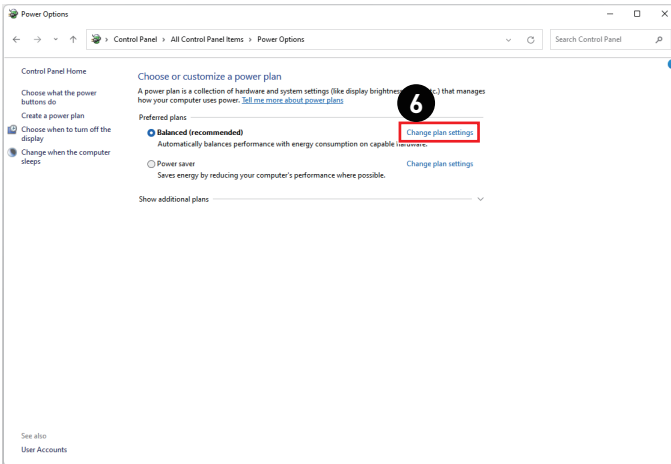 Power Options
Control Panel > All Control Panel Items > Power Options
Search Control Panel
Control Panel Home
Choose what the power
buttons do
Create a power plan
Choose when to turn off the
display
Change when the computer
sleeps
Choose or customize a power plan
A power plan is a collection of hardware and system settings (like display brightness, etc.) that manages
how your computer uses power. Tell me more about power plans
6
Preferred plans
Balanced (recommended)
Change plan settings
Automatically balances performance with energy consumption on capable hardware.
Power saver
Change plan settings
Saves energy by reducing your computer's performance where possible.
Show additional plans
See also
User Accounts